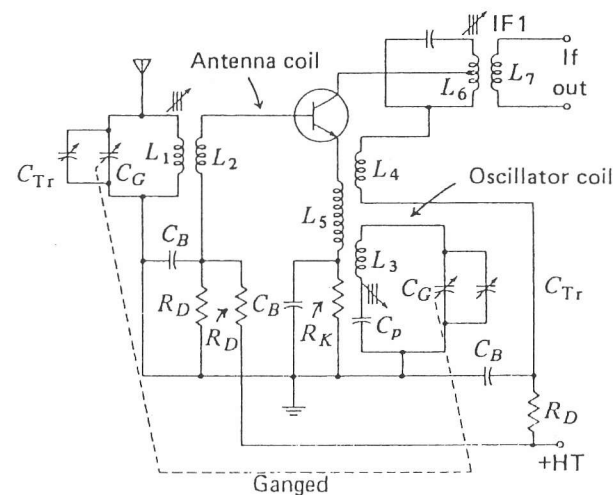 IF1
If
out
Antenna coil
L6
L7
CTr
CG
L1
L2
L4
Oscillator coil
L5
CB
L3
CG
CTr
RD
RD
CB
RK
Cp
CB
RD
+HT
Ganged